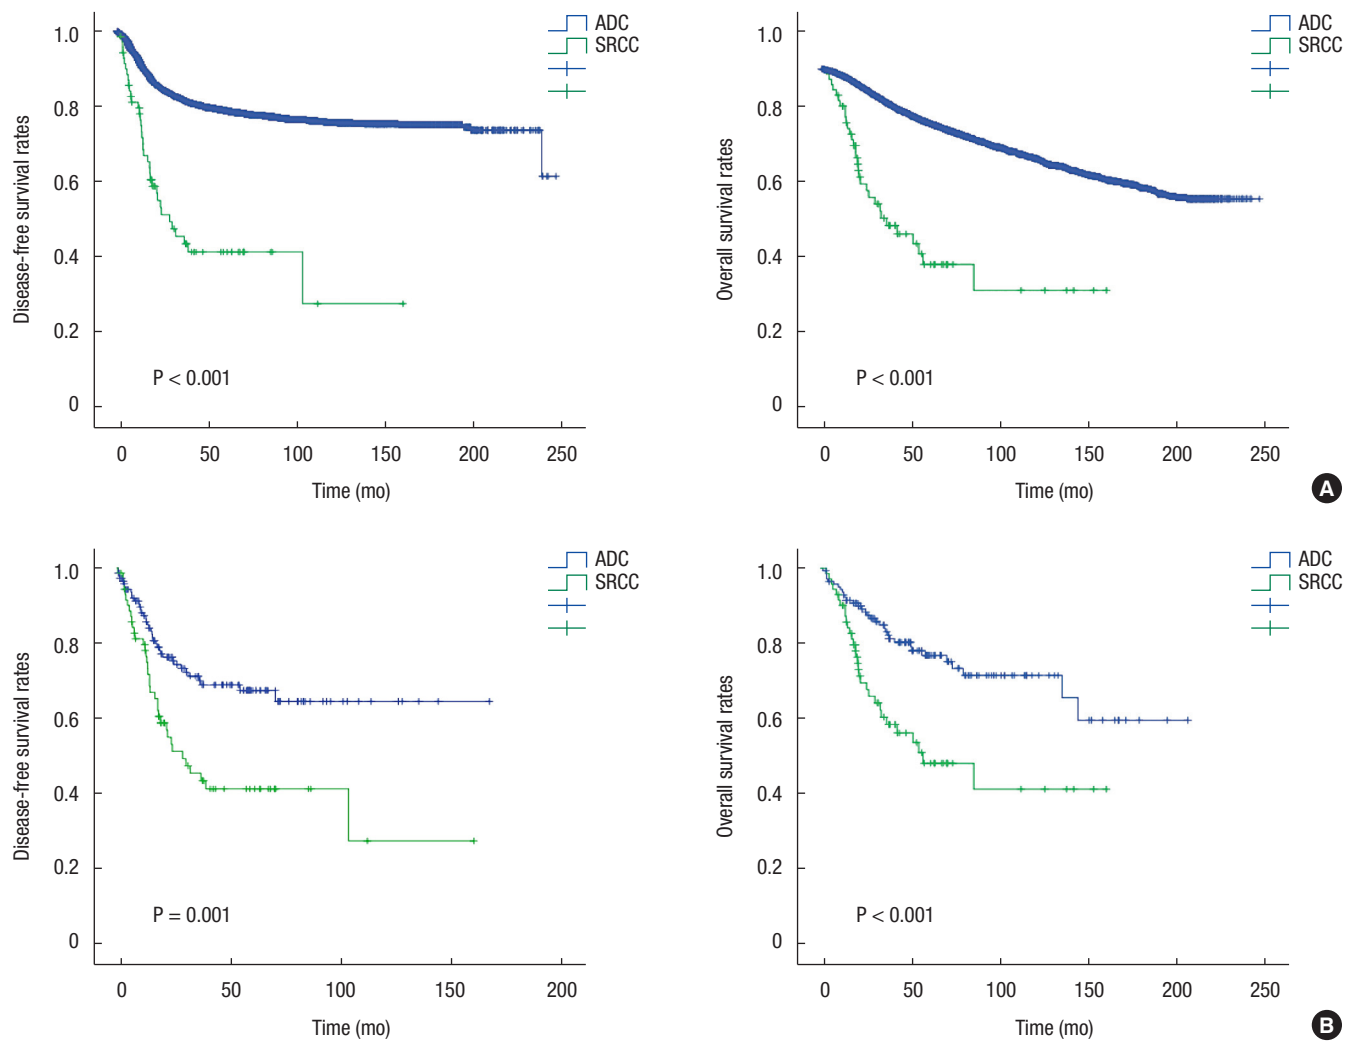 ADC
SRCC
1.0
0.8
0.6
0.4
0.2
0
Disease-free survival rates
P < 0.001
0 50 100 150 200 250
Time (mo)
ADC
SRCC
1.0
0.8
0.6
0.4
0.2
0
Overall survival rates
P < 0.001
0 50 100 150 200 250
Time (mo)
A
ADC
SRCC
1.0
0.8
0.6
0.4
0.2
0
Disease-free survival rates
P = 0.001
0 50 100 150 200
Time (mo)
ADC
SRCC
1.0
0.8
0.6
0.4
0.2
0
Overall survival rates
P < 0.001
0 50 100 150 200 250
Time (mo)
B